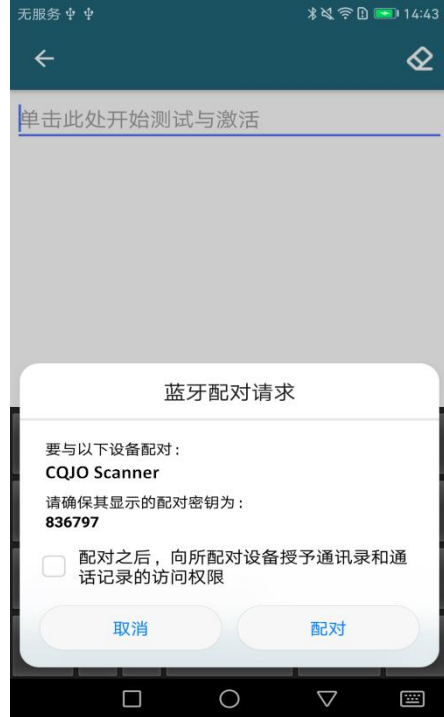 无服务 14:43
单击此处开始测试与激活
蓝牙配对请求
要与以下设备配对：
CQJO Scanner
请确保其显示的配对密钥为：
836797
配对之后，向所配对设备授予通讯录和通
话记录的访问权限
取消 配对